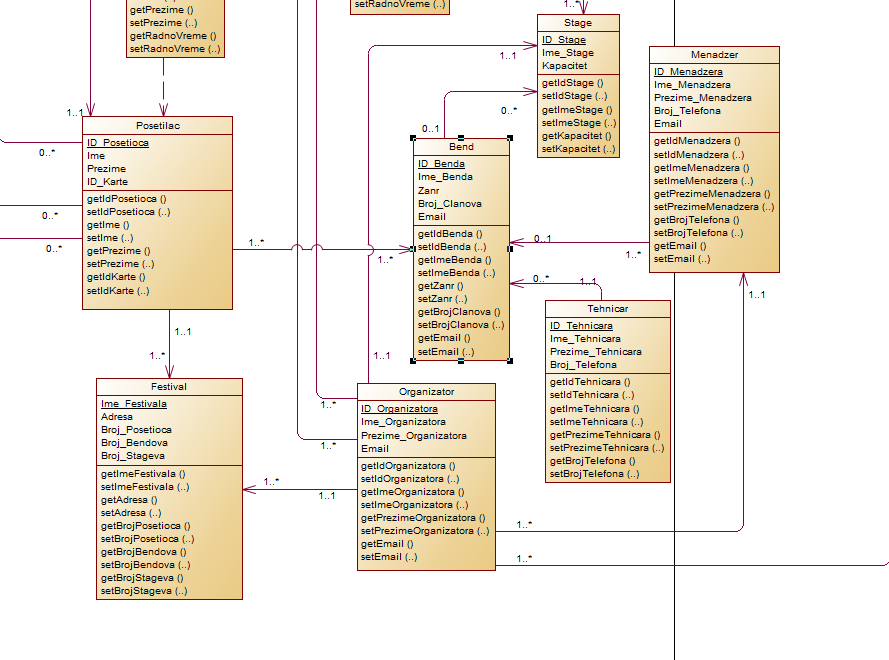 getPrezime ()
setPrezime (..)
getRadnoVreme ()
setRadnoVreme (..)
setRadnoVreme (..)
1..*
Stage
ID_Stage
Ime_Stage
Kapacitet
getIdStage ()
setIdStage (..)
getImeStage ()
setImeStage (..)
getKapacitet ()
setKapacitet (..)
1..1
0..*
Menadzer
ID_Menadzera
Ime_Menadzera
Prezime_Menadzera
Broj_Telefona
Email
getIdMenadzera ()
setIdMenadzera (..)
getImeMenadzera ()
setImeMenadzera (..)
getPrezimeMenadzera ()
setPrezimeMenadzera (..)
getBrojTelefona ()
setBrojTelefona (..)
getEmail ()
setEmail (..)
1..1
Posetilac
ID_Posetioca
Ime
Prezime
ID_Karte
getIdPosetioca ()
setIdPosetioca (..)
getIme ()
setIme (..)
getPrezime ()
setPrezime (..)
getIdKarte ()
setIdKarte (..)
0..*
0..*
0..*
1..*
1..*
0..1
Bend
ID_Benda
Ime_Benda
Zanr
Broj_Clanova
Email
getIdBenda ()
setIdBenda (..)
getImeBenda ()
setImeBenda (..)
getZanr ()
setZanr (..)
getBrojClanova ()
setBrojClanova (..)
getEmail ()
setEmail (..)
0..1
1..*
0..*
1..1
1..1
Tehnicar
ID_Tehnicara
Ime_Tehnicara
Prezime_Tehnicara
Broj_Telefona
getIdTehnicara ()
setIdTehnicara (..)
getImeTehnicara ()
setImeTehnicara (..)
getPrezimeTehnicara ()
setPrezimeTehnicara (..)
getBrojTelefona ()
setBrojTelefona (..)
1..1
1..*
Festival
Ime_Festivala
Adresa
Broj_Posetioca
Broj_Bendova
Broj_Stageva
getImeFestivala ()
setImeFestivala (..)
getAdresa ()
setAdresa (..)
getBrojPosetioca ()
setBrojPosetioca (..)
getBrojBendova ()
setBrojBendova (..)
getBrojStageva ()
setBrojStageva (..)
1..1
1..*
1..*
1..*
1..1
Organizator
ID_Organizatora
Ime_Organizatora
Prezime_Organizatora
Email
getIdOrganizatora ()
setIdOrganizatora (..)
getImeOrganizatora ()
setImeOrganizatora (..)
getPrezimeOrganizatora ()
setPrezimeOrganizatora (..)
getEmail ()
setEmail (..)
1..*
1..*